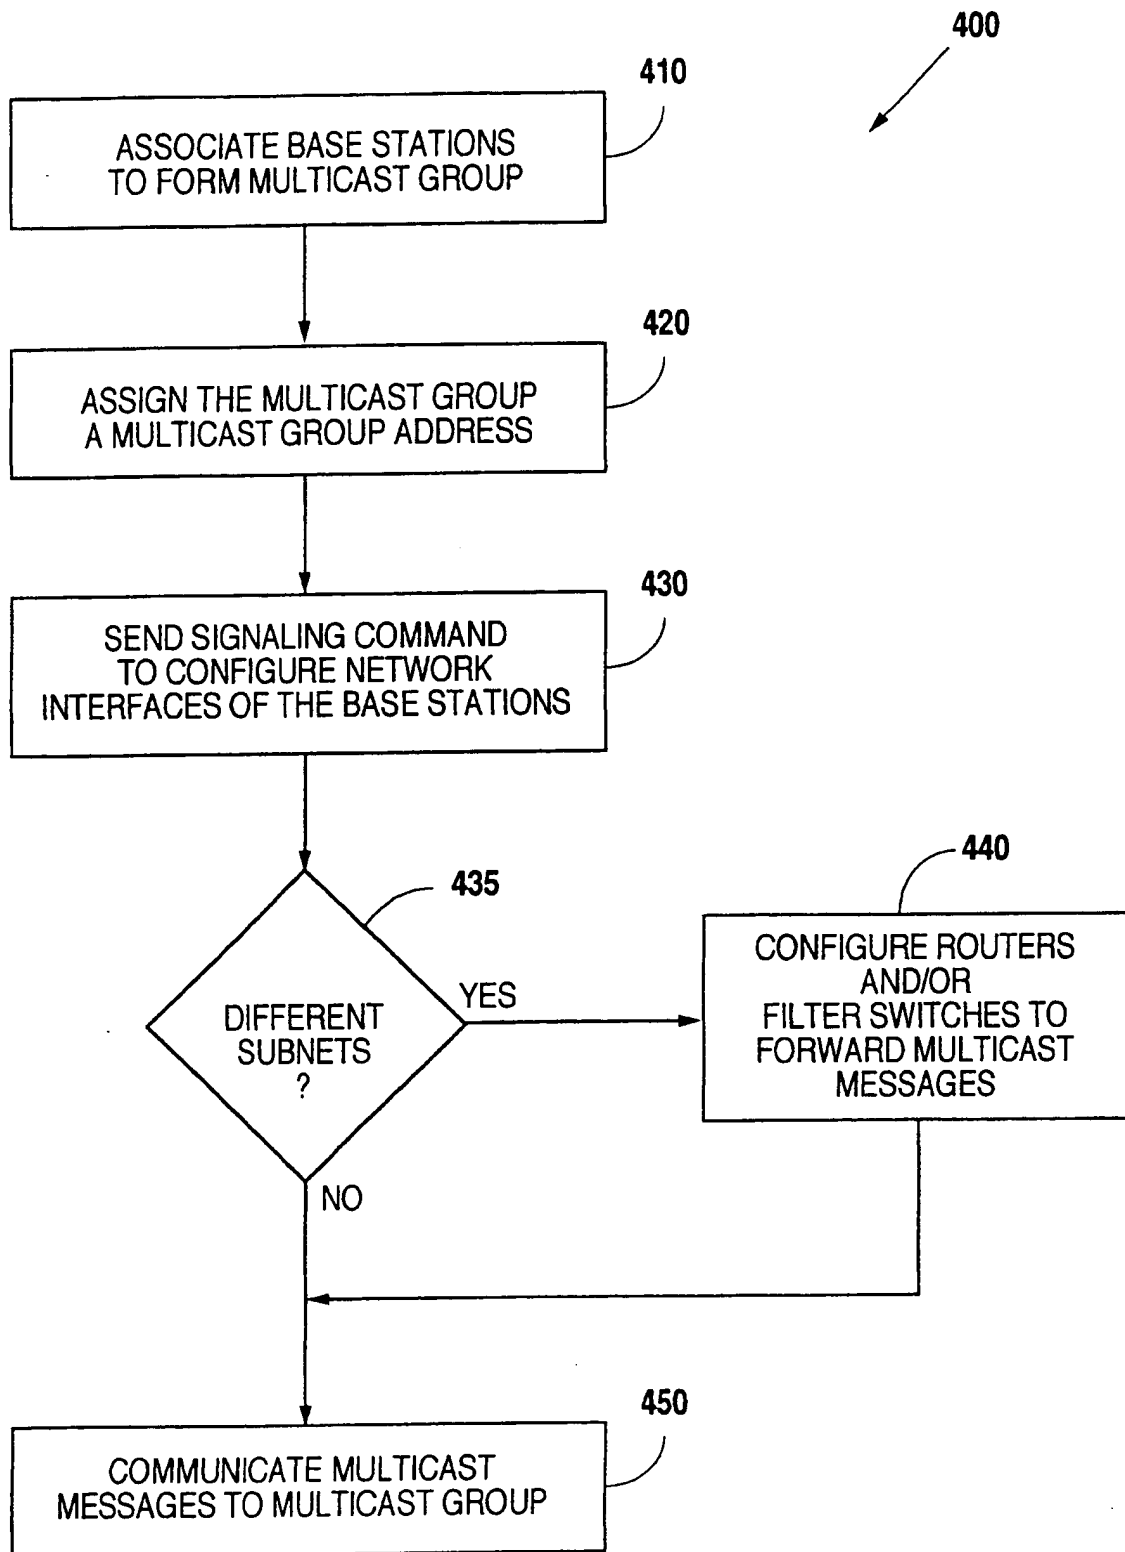 400
410
ASSOCIATE BASE STATIONS
TO FORM MULTICAST GROUP
420
ASSIGN THE MULTICAST GROUP
A MULTICAST GROUP ADDRESS
430
SEND SIGNALING COMMAND
TO CONFIGURE NETWORK
INTERFACES OF THE BASE STATIONS
435
DIFFERENT
SUBNETS
?
YES
440
CONFIGURE ROUTERS
AND/OR
FILTER SWITCHES TO
FORWARD MULTICAST
MESSAGES
NO
450
COMMUNICATE MULTICAST
MESSAGES TO MULTICAST GROUP